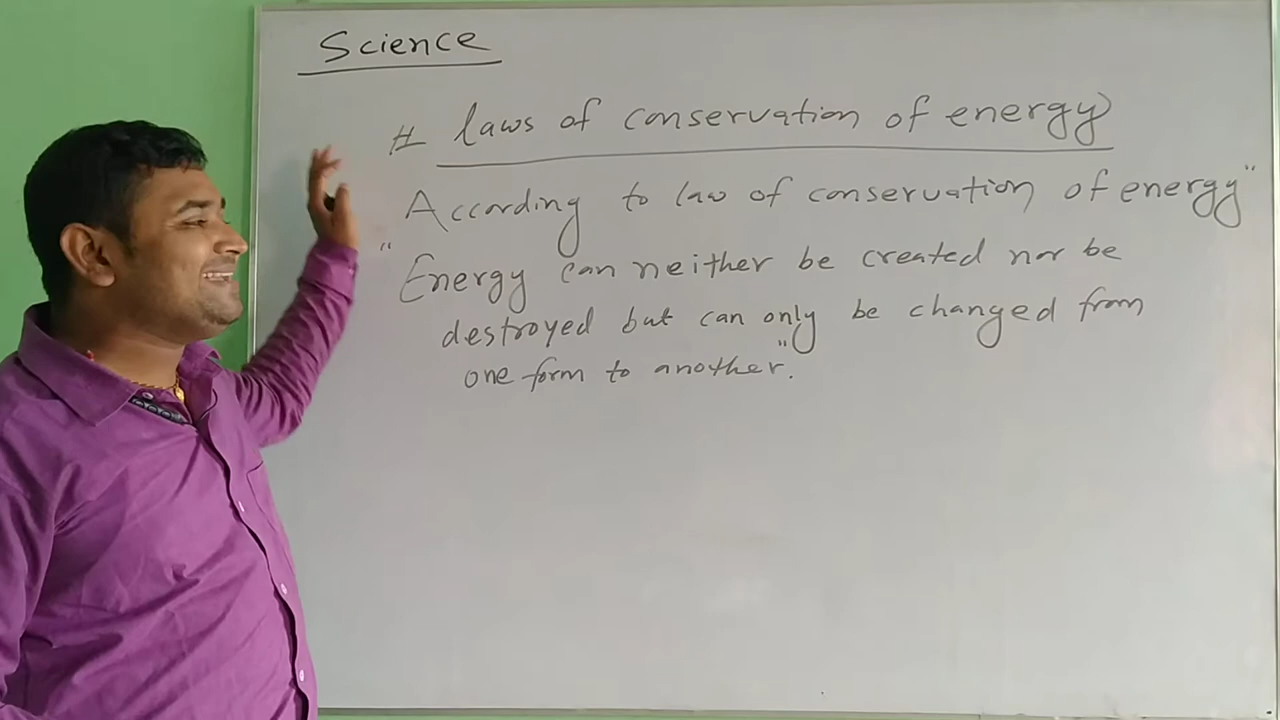 Science
# laws of conservation of energy
According to law of conservation of energy"
"Energy can neither be created nor be
destroyed but can only be changed from
one form to another".